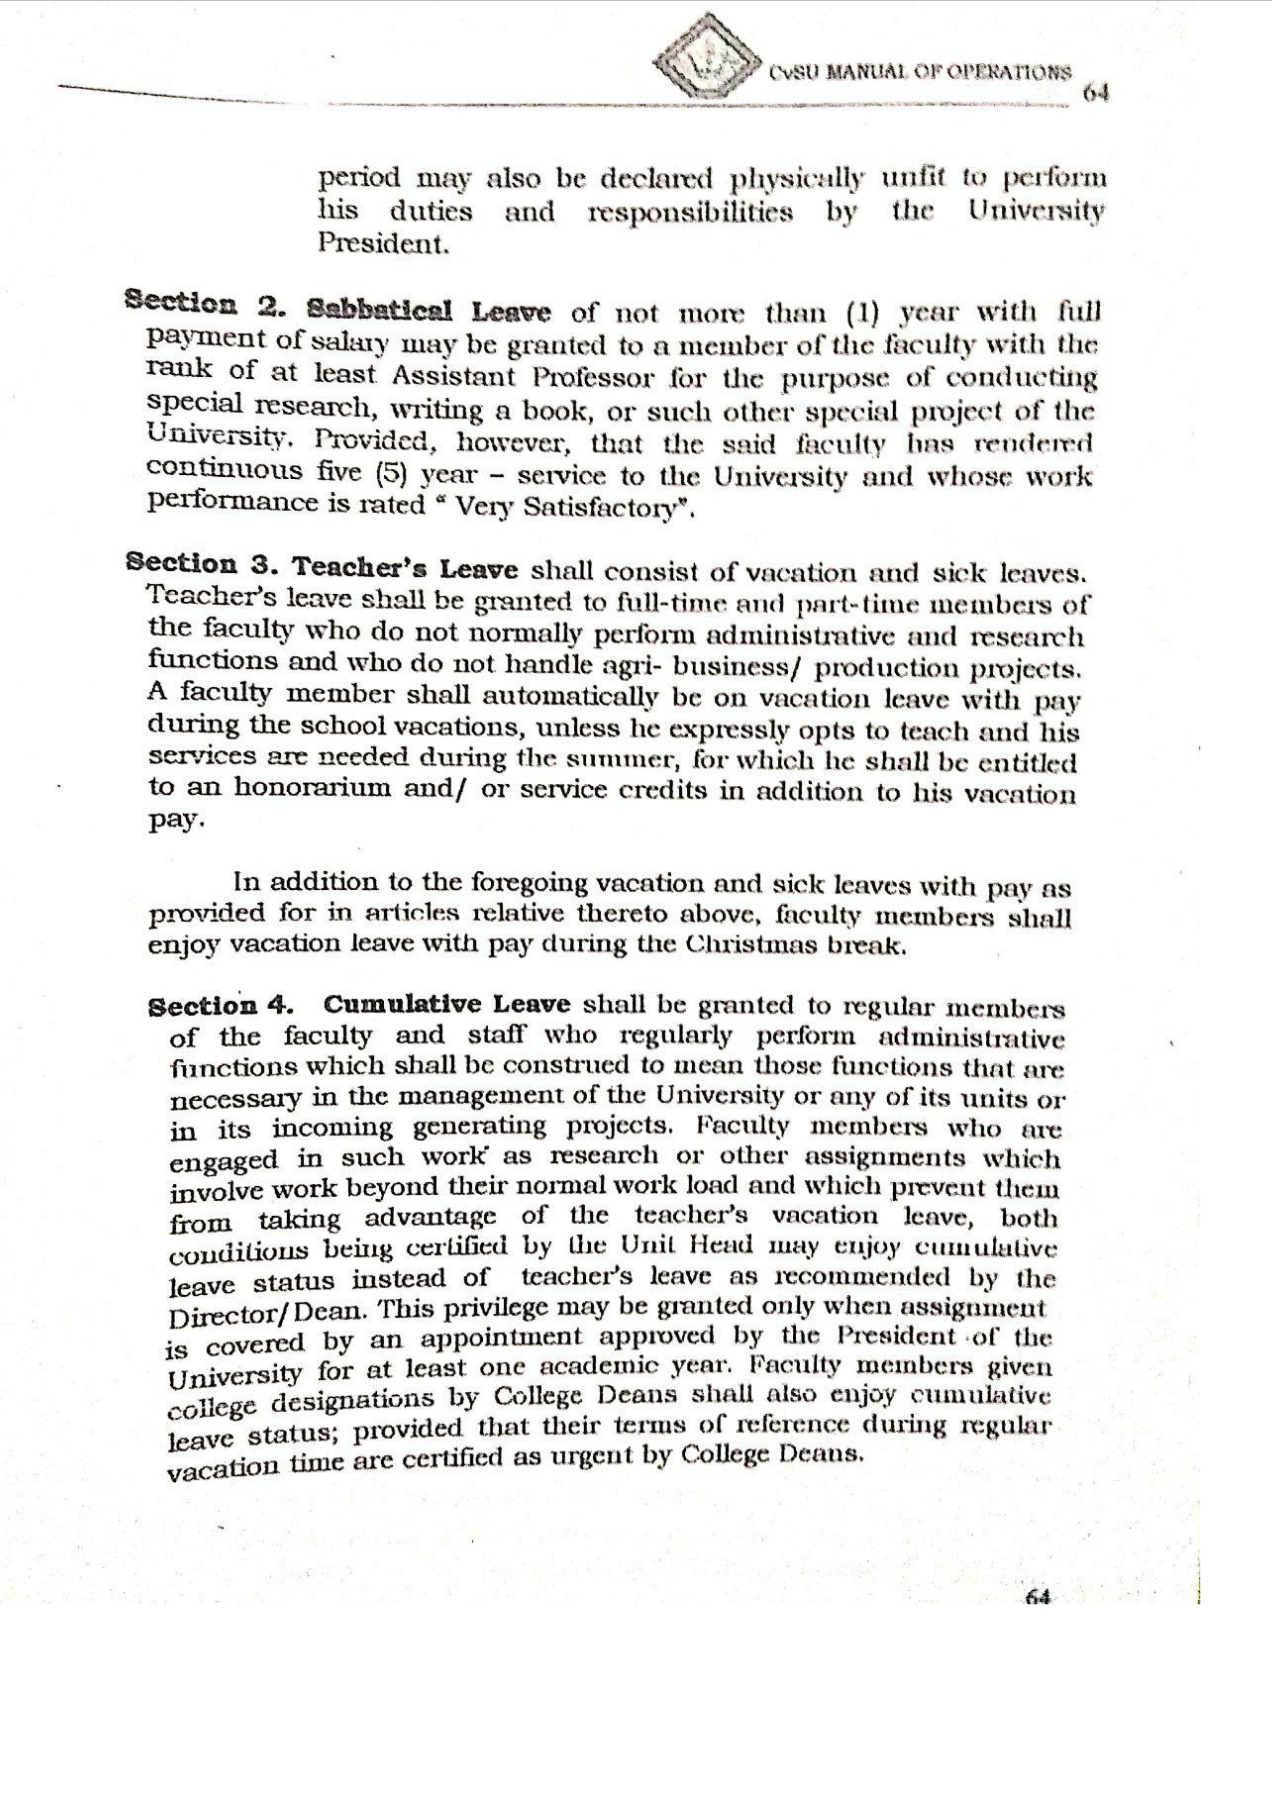 CvSU MANUAL OF OPERATIONS
64
period may also be declared physically unfit to perform
his duties and responsibilities by the University
President.
Section 2. Sabbatical Leave of not more than (1) year with full
payment of salary may be granted to a member of the faculty with the
rank of at least Assistant Professor for the purpose of conducting
special research, writing a book, or such other special project of the
University. Provided, however, that the said faculty has rendered
continuous five (5) year – service to the University and whose work
performance is rated “ Very Satisfactory”.
Section 3. Teacher's Leave shall consist of vacation and sick leaves.
Teacher's leave shall be granted to full-time and part-time members of
the faculty who do not normally perform administrative and research
functions and who do not handle agri- business/ production projects.
A faculty member shall automatically be on vacation leave with pay
during the school vacations, unless he expressly opts to teach and his
services are needed during the summer, for which he shall be entitled
to an honorarium and/ or service credits in addition to his vacation
pay.
In addition to the foregoing vacation and sick leaves with pay as
provided for in articles relative thereto above, faculty members shall
enjoy vacation leave with pay during the Christmas break.
Section 4. Cumulative Leave shall be granted to regular members
of the faculty and staff who regularly perform administrative
functions which shall be construed to mean those functions that are
necessary in the management of the University or any of its units or
in its incoming generating projects. Faculty members who are
engaged in such work as research or other assignments which
involve work beyond their normal work load and which prevent them
from taking advantage of the teacher's vacation leave, both
conditions being certified by the Unit Head may enjoy cumulative
leave status instead of teacher's leave as recommended by the
Director/Dean. This privilege may be granted only when assignment
is covered by an appointment approved by the President of the
University for at least one academic year. Faculty members given
college designations by College Deans shall also enjoy cumulative
leave status; provided that their terms of reference during regular
vacation time are certified as urgent by College Deans.
64